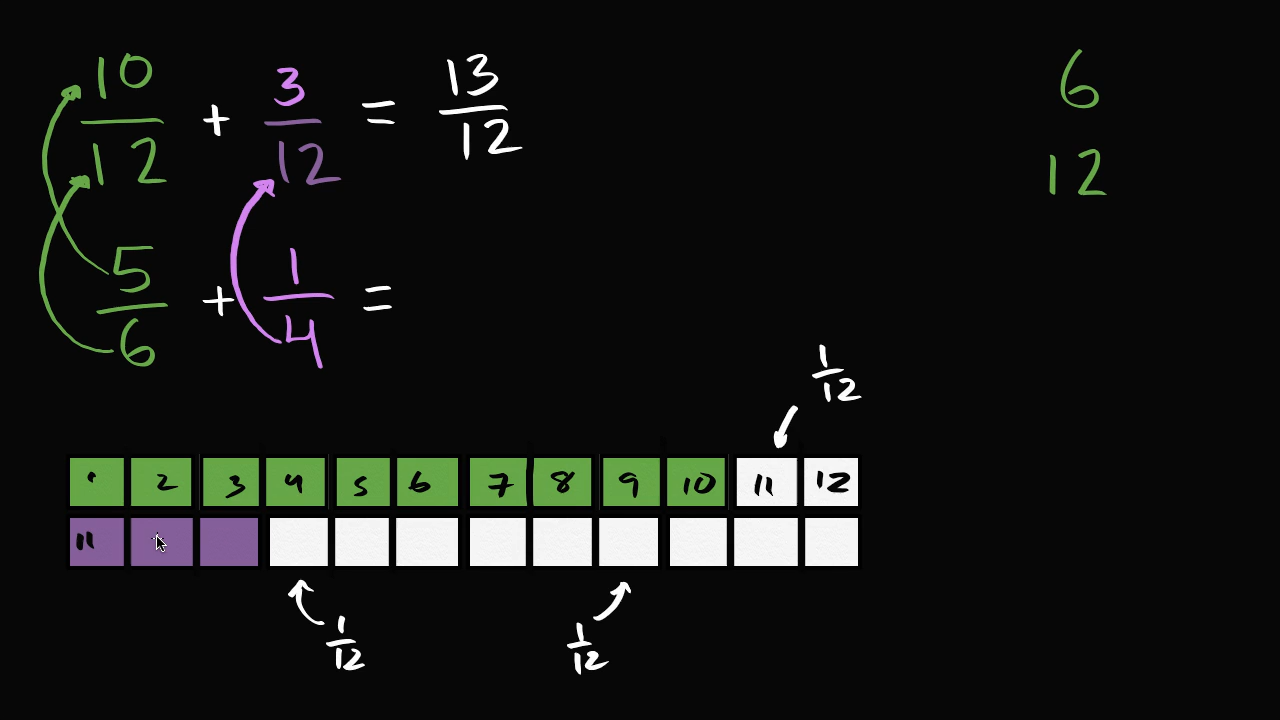 10/12 + 3/12 = 13/12
6
12
5/6 + 1/4 =
1/12
1 2 3 4 5 6 7 8 9 10 11 12
11
1/12 1/12